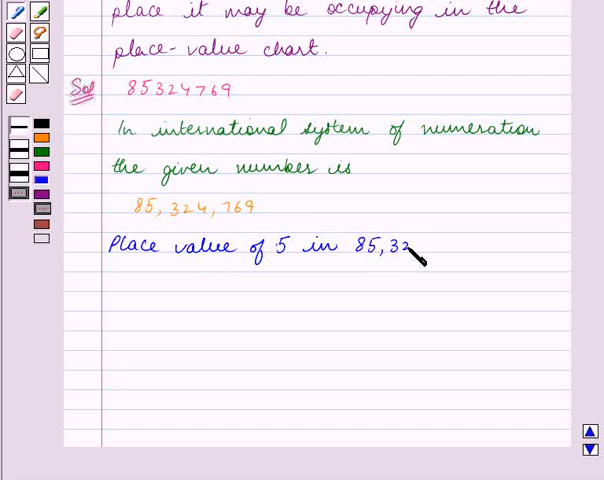 place it may be occupying in the
place-value chart.
Sol 85324769
In international system of numeration
the given number is
85, 324, 769
Place value of 5 in 85,32